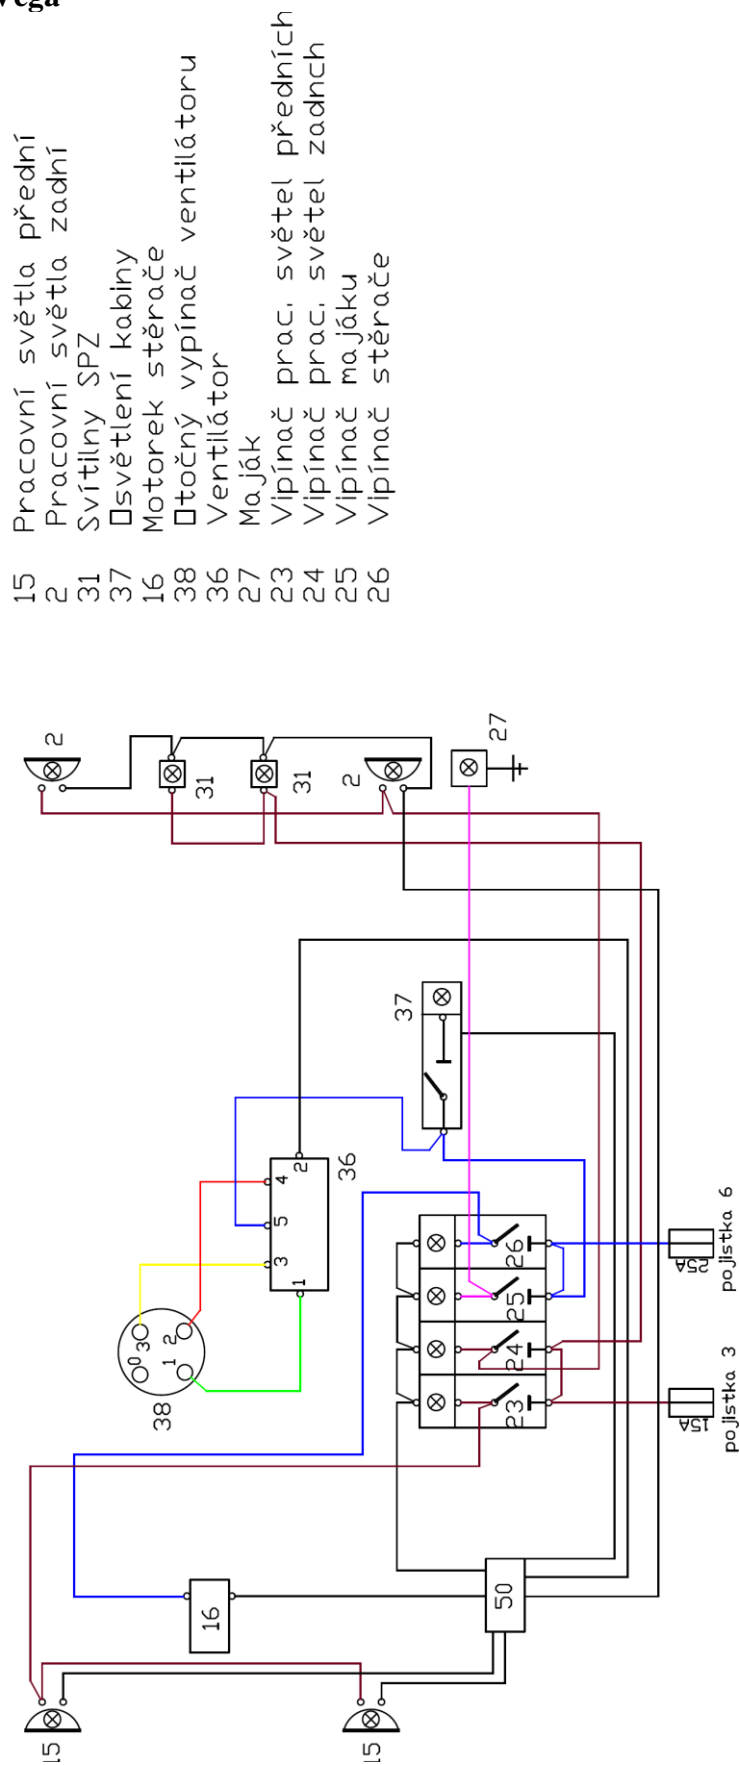 Vega
15 Pracovní světla přední
2 Pracovní světla zadní
31 Svítilny SPZ
37 Osvětlení kabiny
16 Motorek stěrače
38 Otočný vypínač ventilátoru
36 Ventilátor
27 Maják
23 Vipínač prac. světel předních
24 Vipínač prac. světel zadnch
25 Vipínač majáku
26 Vipínač stěrače
2
31
31
2
27
37
36
2
4
5
3
1
38
0
3
2
1
26
25
24
23
25A
pojistka 6
15A
pojistka 3
16
50
15
15